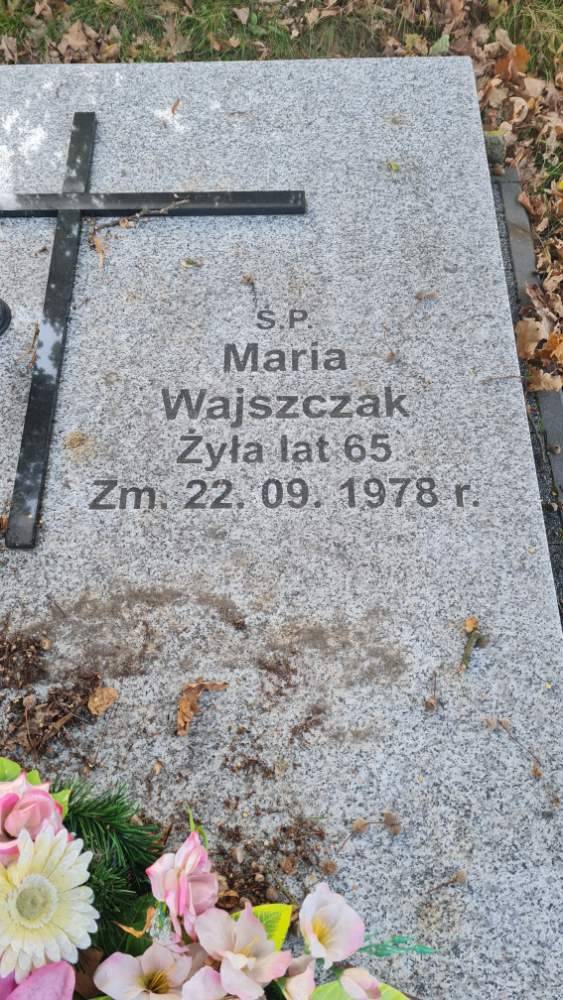 Ś.P.
Maria
Wajszczak
Żyła lat 65
Zm. 22. 09. 1978 r.